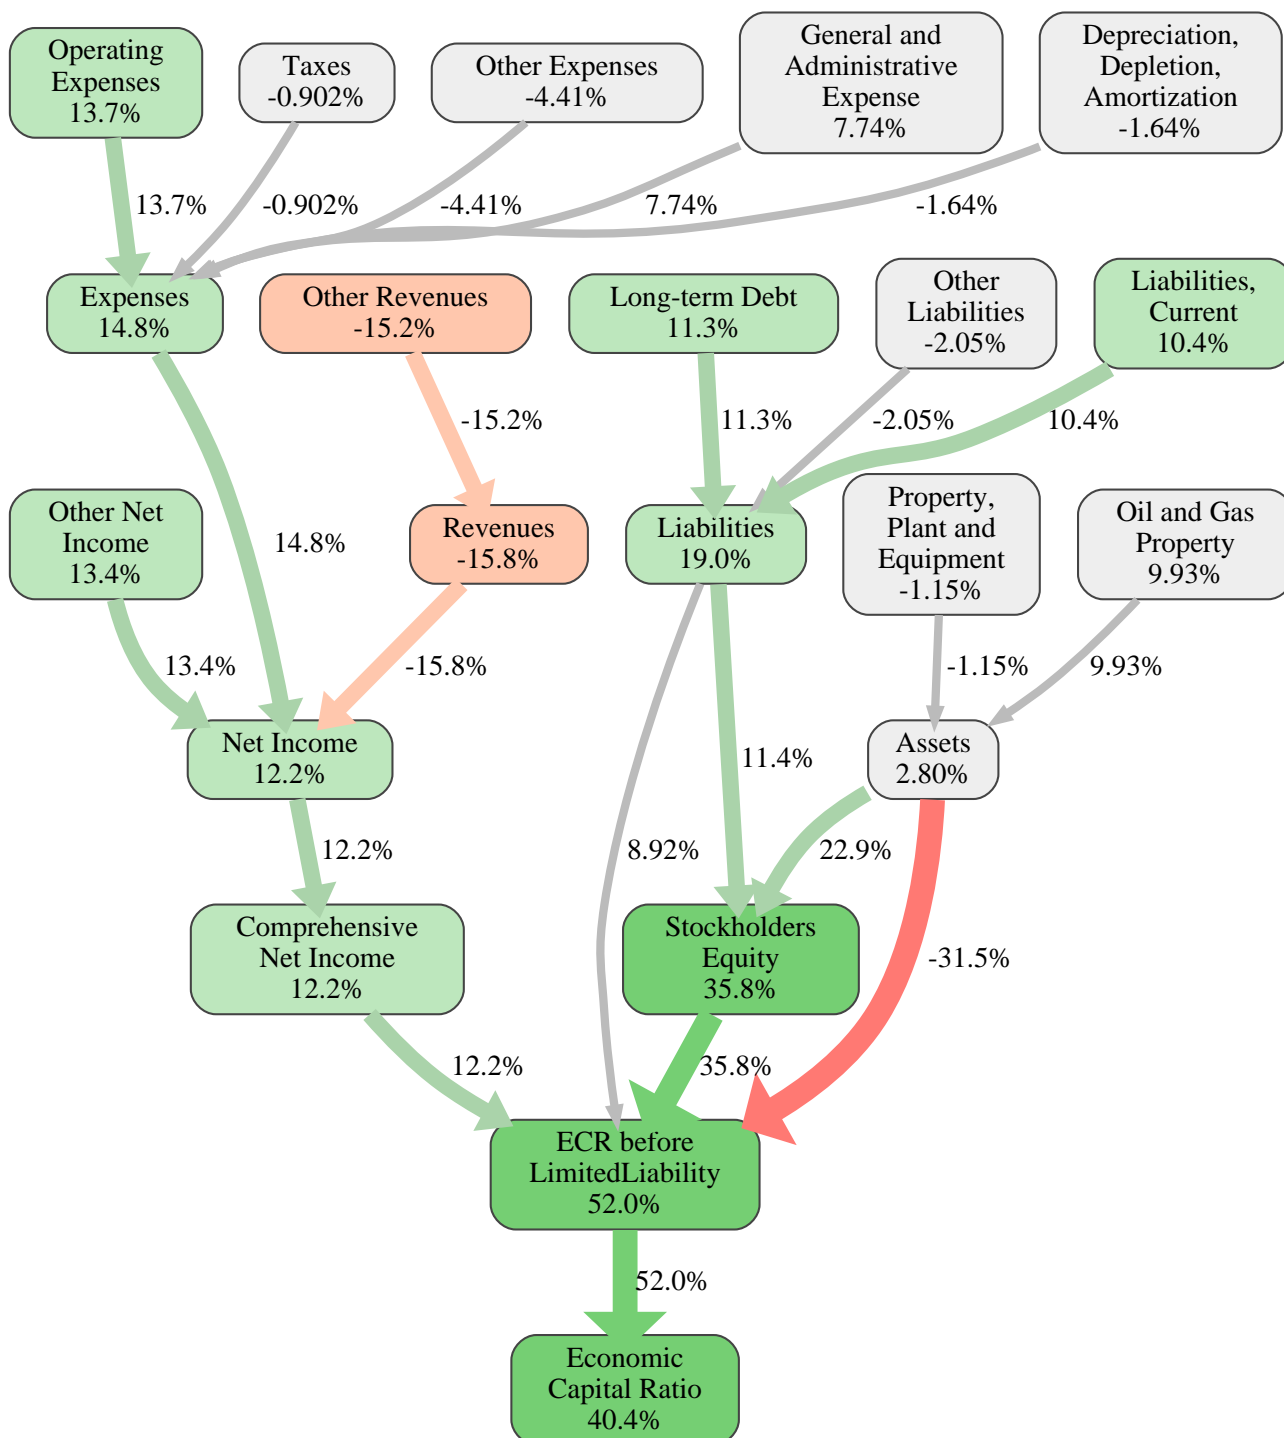 Operating
Expenses
13.7%
Taxes
-0.902%
Other Expenses
-4.41%
General and
Administrative
Expense
7.74%
Depreciation,
Depletion,
Amortization
-1.64%
13.7%
-0.902%
-4.41%
7.74%
-1.64%
Expenses
14.8%
Other Revenues
-15.2%
Long-term Debt
11.3%
Other
Liabilities
-2.05%
Liabilities,
Current
10.4%
-15.2%
11.3%
-2.05%
10.4%
Other Net
Income
13.4%
14.8%
Revenues
-15.8%
Liabilities
19.0%
Property,
Plant and
Equipment
-1.15%
Oil and Gas
Property
9.93%
13.4%
-15.8%
-1.15%
9.93%
Net Income
12.2%
11.4%
Assets
2.80%
12.2%
8.92%
22.9%
Comprehensive
Net Income
12.2%
Stockholders
Equity
35.8%
-31.5%
12.2%
35.8%
ECR before
LimitedLiability
52.0%
52.0%
Economic
Capital Ratio
40.4%